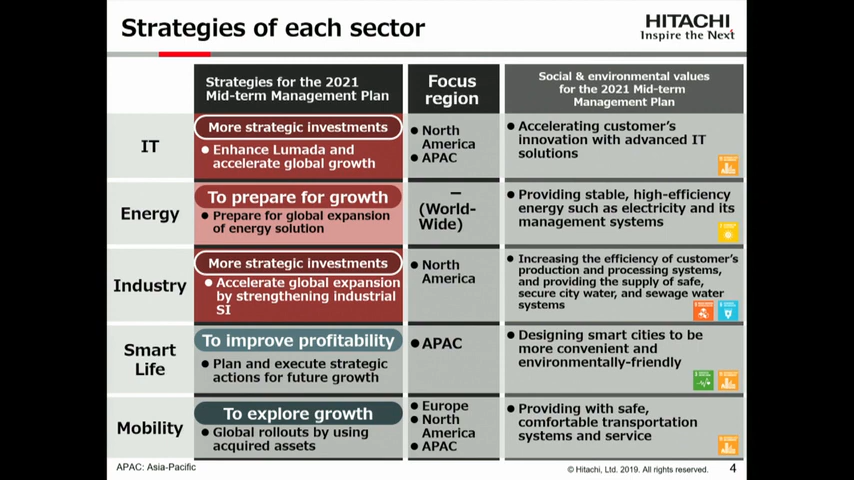 Strategies of each sector
HITACHI
Inspire the Next
Strategies for the 2021
Mid-term Management Plan
Focus
region
Social & environmental values
for the 2021 Mid-term
Management Plan
IT
More strategic investments
● Enhance Lumada and
accelerate global growth
● North
America
● APAC
● Accelerating customer's
innovation with advanced IT
solutions
Energy
To prepare for growth
● Prepare for global expansion
of energy solution
–
(World-
Wide)
● Providing stable, high-efficiency
energy such as electricity and its
management systems
Industry
More strategic investments
● Accelerate global expansion
by strengthening industrial
SI
● North
America
● Increasing the efficiency of customer's
production and processing systems,
and providing the supply of safe,
secure city water, and sewage water
systems
Smart
Life
To improve profitability
● Plan and execute strategic
actions for future growth
● APAC
● Designing smart cities to be
more convenient and
environmentally-friendly
Mobility
To explore growth
● Global rollouts by using
acquired assets
● Europe
● North
America
● APAC
● Providing with safe,
comfortable transportation
systems and service
APAC: Asia-Pacific
© Hitachi, Ltd. 2019. All rights reserved.
4